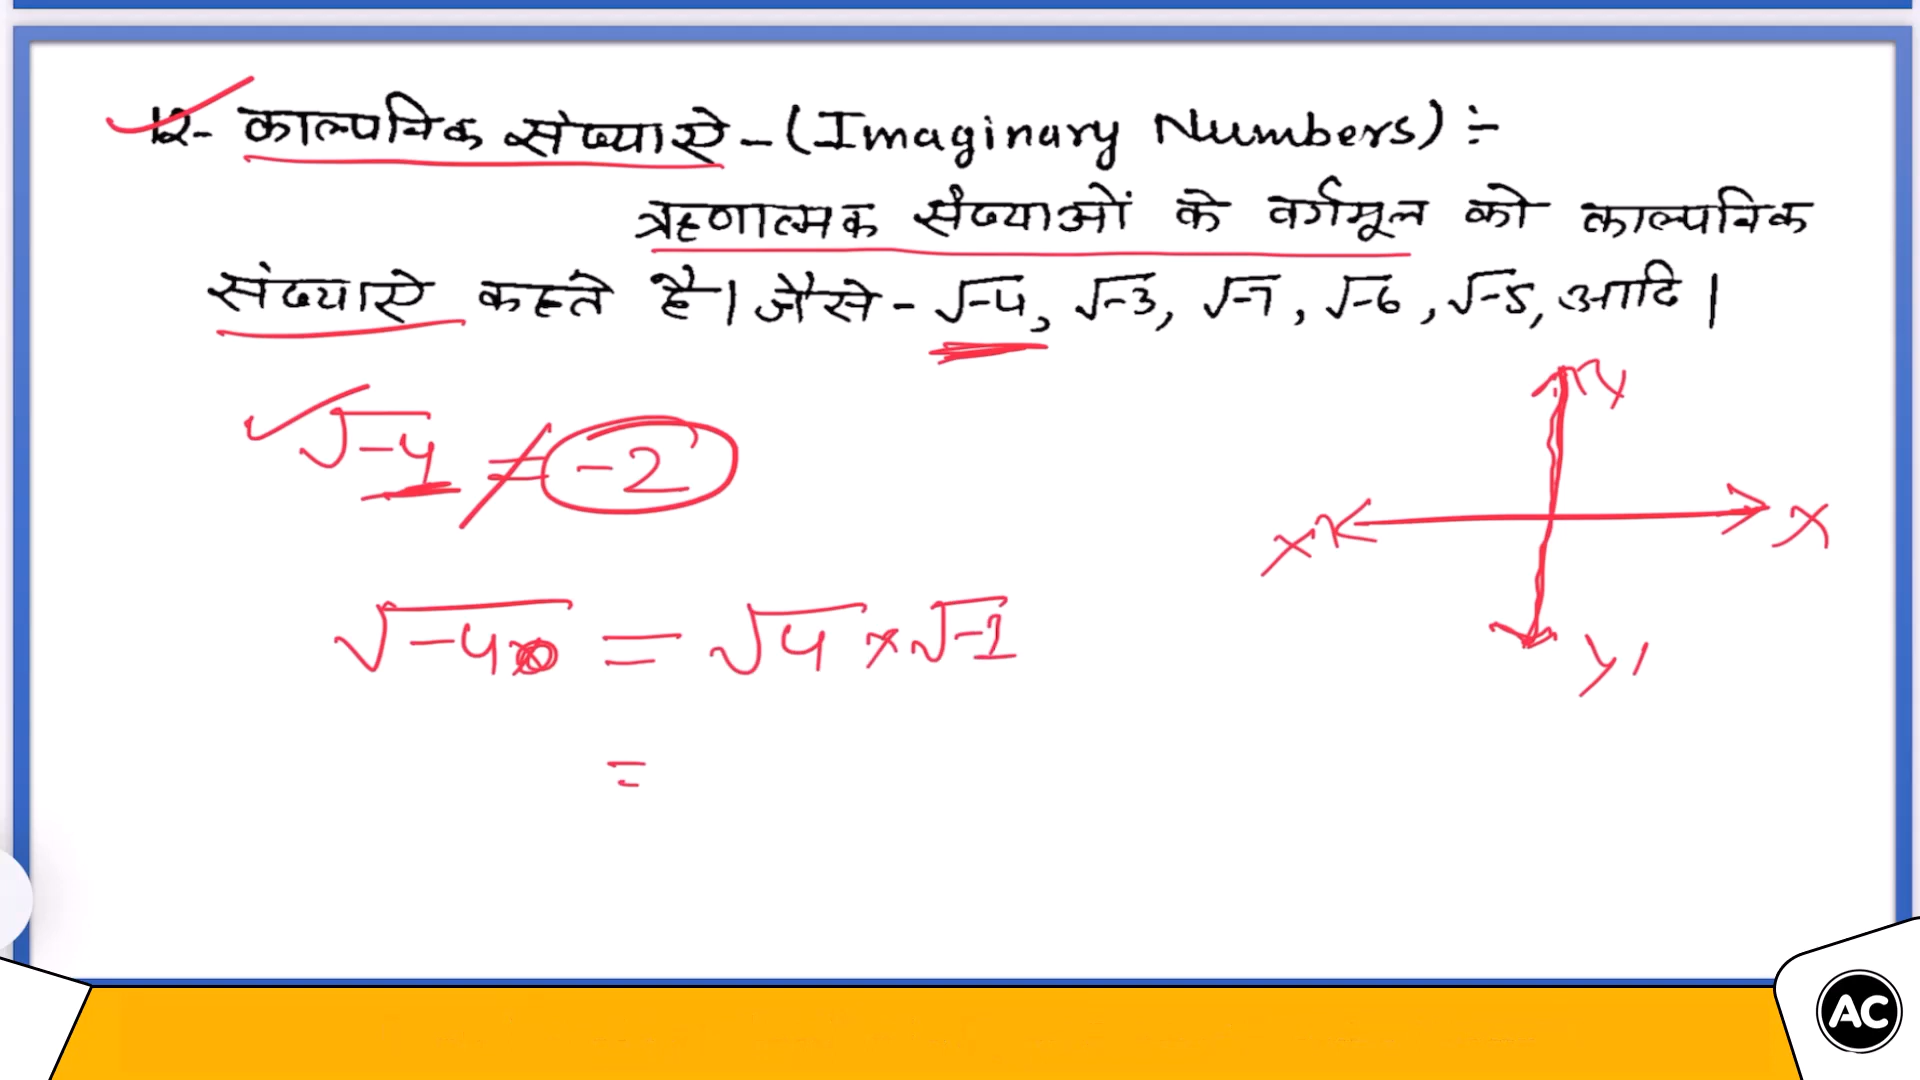 12- काल्पनिक संख्याऐ - (Imaginary Numbers) :-
ऋणात्मक संख्याओं के वर्गमूल को काल्पनिक
संख्याऐ कहते है। जैसे - √-4, √-3, √-7, √-6, √-5, आदि।
√-4 ≠ -2
√-4 = √4 × √-1
=
y
x' x
y'
AC